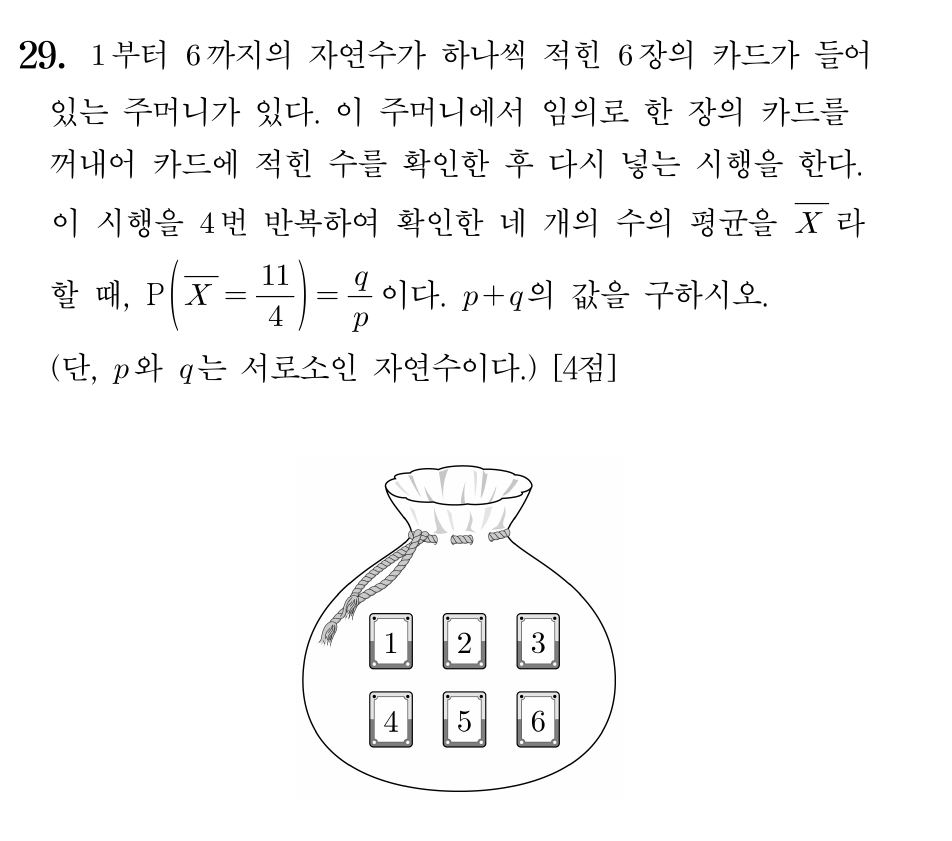 29. 1부터 6까지의 자연수가 하나씩 적힌 6장의 카드가 들어
있는 주머니가 있다. 이 주머니에서 임의로 한 장의 카드를
꺼내어 카드에 적힌 수를 확인한 후 다시 넣는 시행을 한다.
이 시행을 4번 반복하여 확인한 네 개의 수의 평균을 X̄ 라
할 때, P(X̄ = 11/4) = q/p 이다. p+q의 값을 구하시오.
(단, p와 q는 서로소인 자연수이다.) [4점]
1 2 3
4 5 6